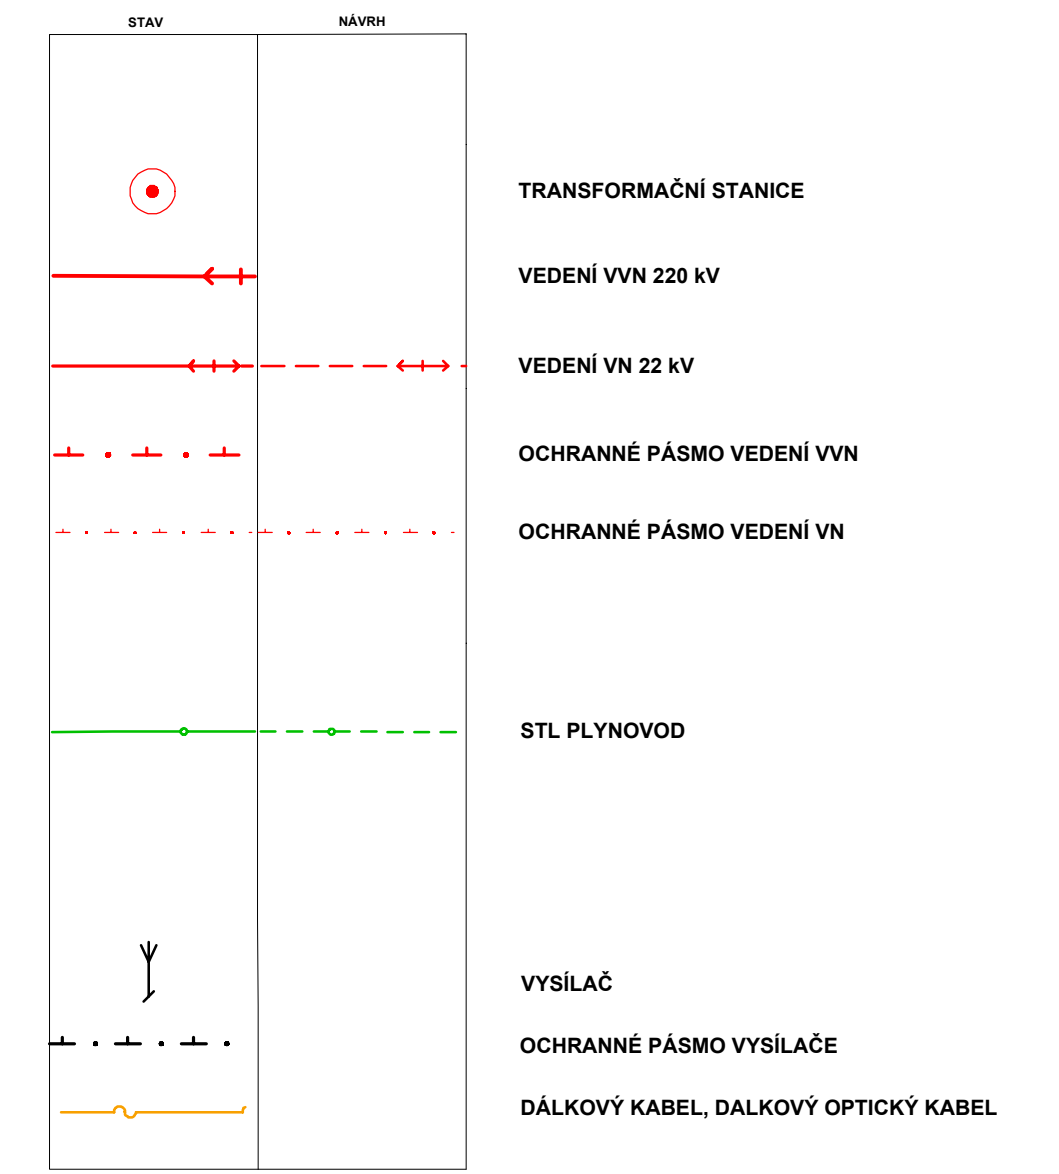 STAV NÁVRH
TRANSFORMAČNÍ STANICE
VEDENÍ VVN 220 kV
VEDENÍ VN 22 kV
OCHRANNÉ PÁSMO VEDENÍ VVN
OCHRANNÉ PÁSMO VEDENÍ VN
STL PLYNOVOD
VYSÍLAČ
OCHRANNÉ PÁSMO VYSÍLAČE
DÁLKOVÝ KABEL, DALKOVÝ OPTICKÝ KABEL